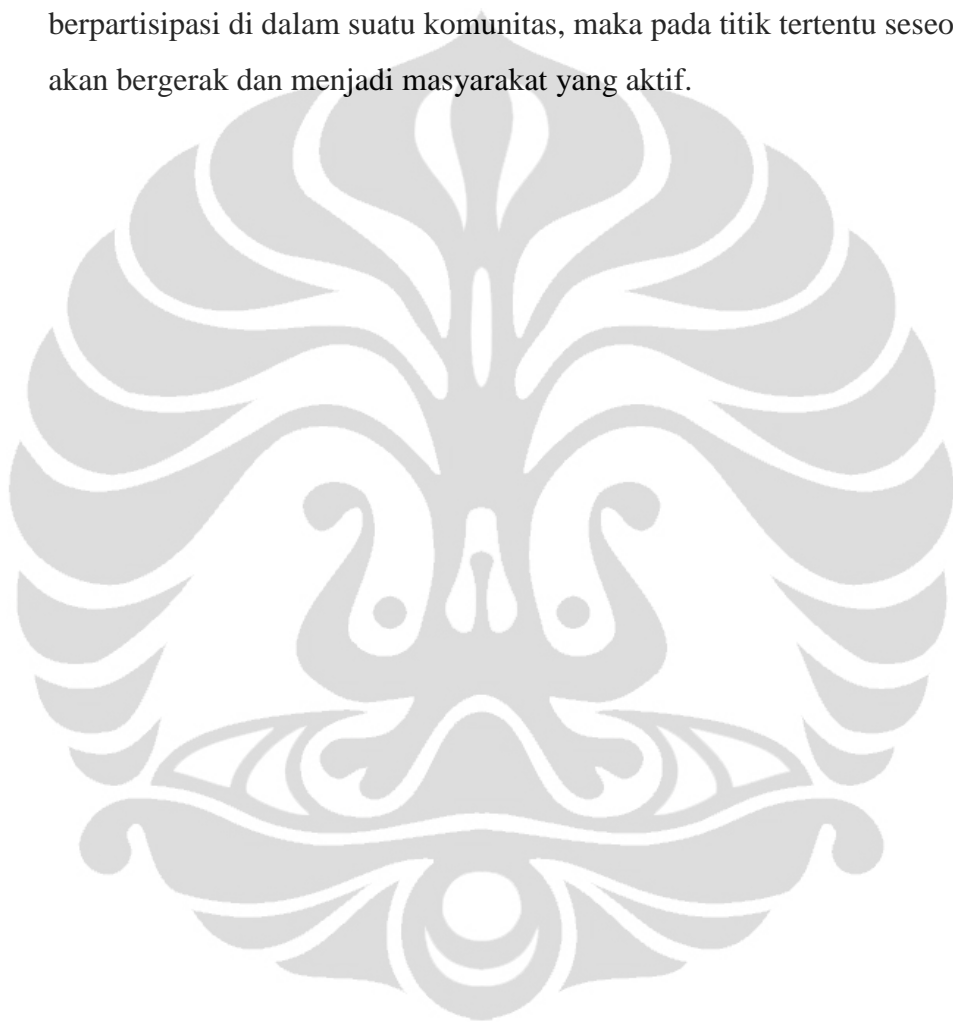 berpartisipasi di dalam suatu komunitas, maka pada titik tertentu seseo
akan bergerak dan menjadi masyarakat yang aktif.